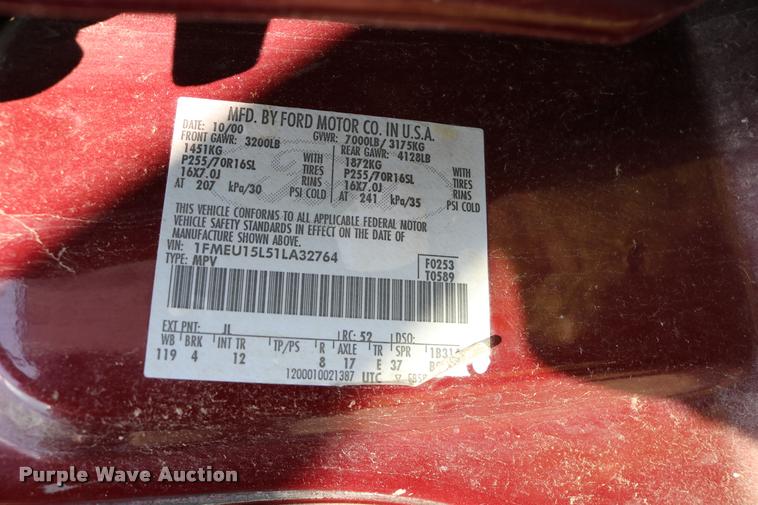 MFD. BY FORD MOTOR CO. IN U.S.A.
DATE: 10/00 GVWR: 7000LB/ 3175KG
FRONT GAWR: 3200LB REAR GAWR: 4128LB
1451KG WITH 1872KG WITH
P255/70R16SL TIRES P255/70R16SL TIRES
16X7.0J RIMS 16X7.0J RIMS
AT 207 kPa/30 PSI COLD AT 241 kPa/35 PSI COLD
THIS VEHICLE CONFORMS TO ALL APPLICABLE FEDERAL MOTOR
VEHICLE SAFETY STANDARDS IN EFFECT ON THE DATE OF
MANUFACTURE SHOWN ABOVE.
VIN: 1FMEU15L51LA32764 F0253
TYPE: MPV T0589
EXT PNT: JL RC: 52 DSO:
WB BRK INT TR TP/PS R AXLE TR SPR
119 4 12 8 17 E 37
1200010021387 UTC
Purple Wave Auction